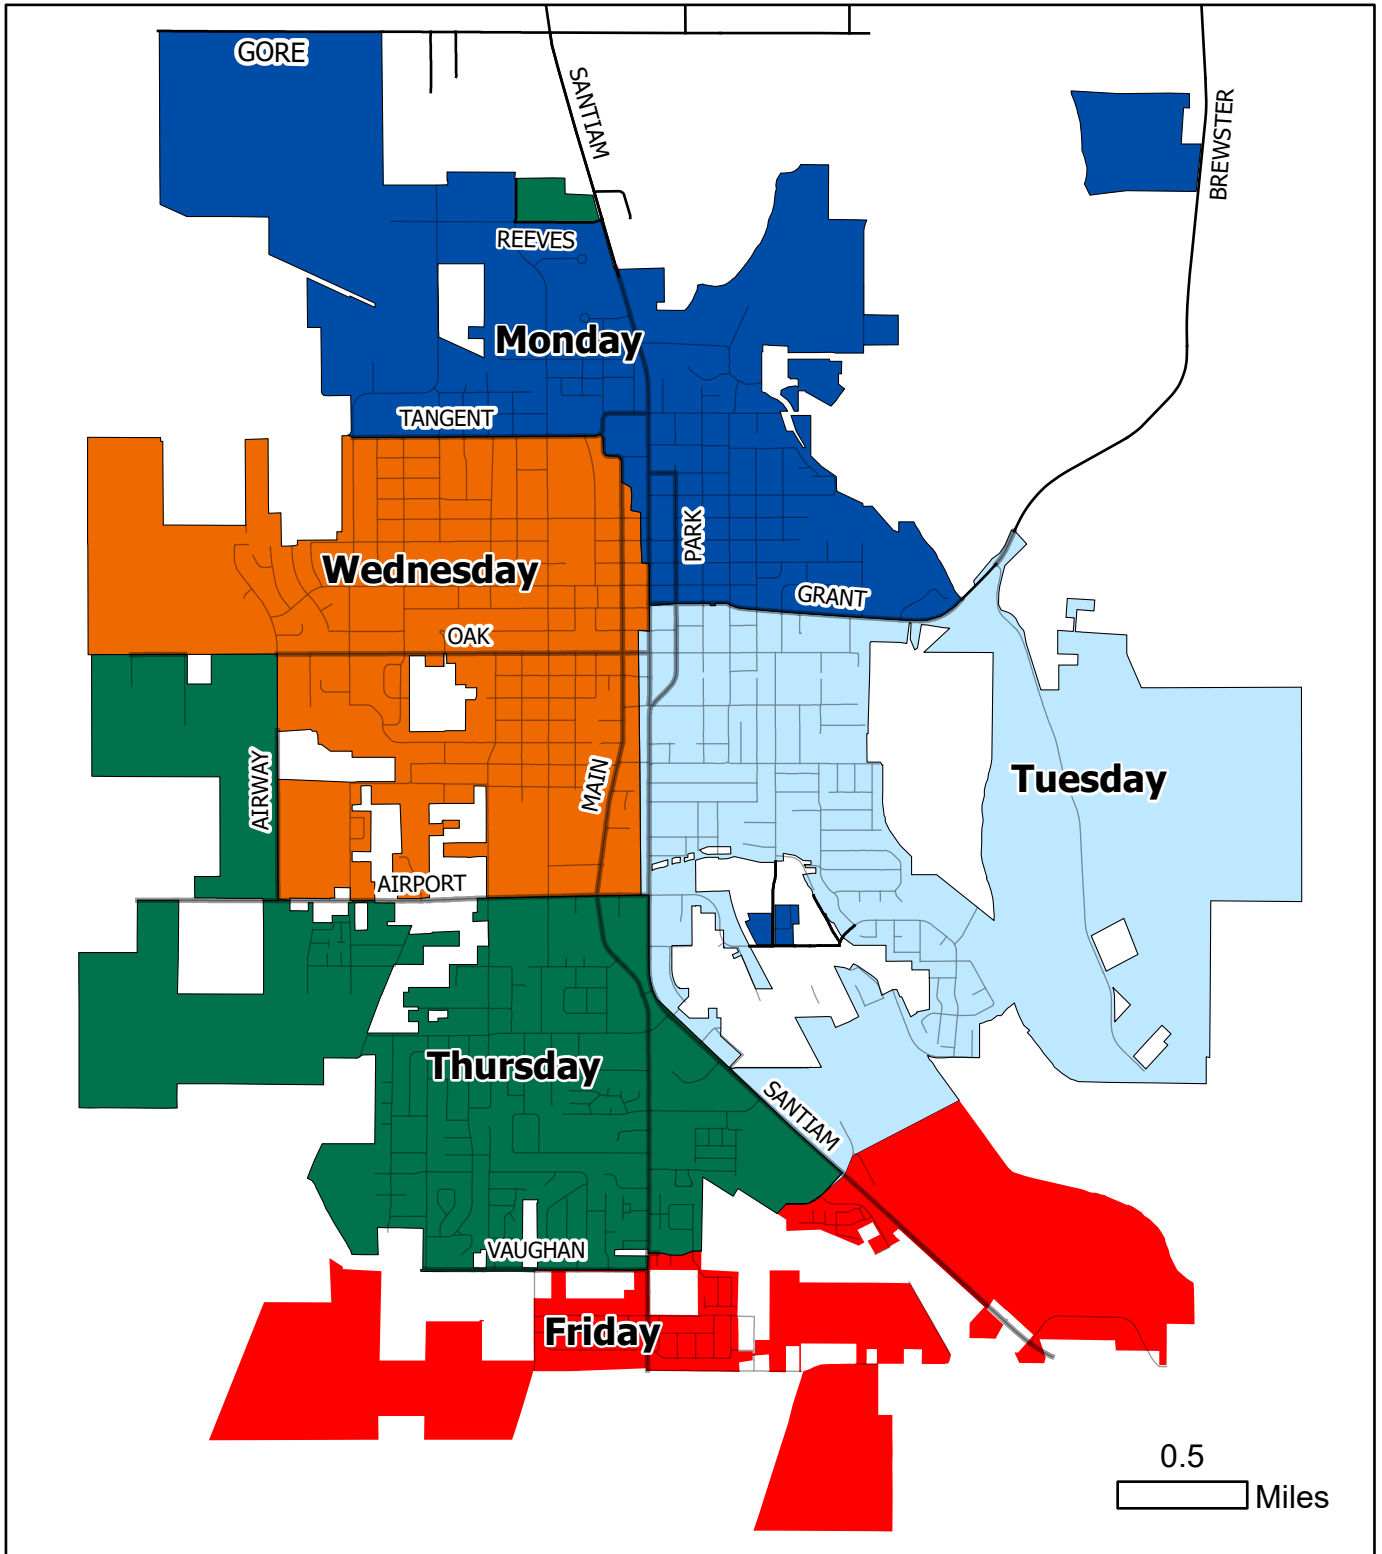 GORE
SANTIAM
BREWSTER
REEVES
Monday
TANGENT
PARK
Wednesday
GRANT
OAK
AIRWAY
MAIN
Tuesday
AIRPORT
Thursday
SANTIAM
VAUGHAN
Friday
0.5
Miles